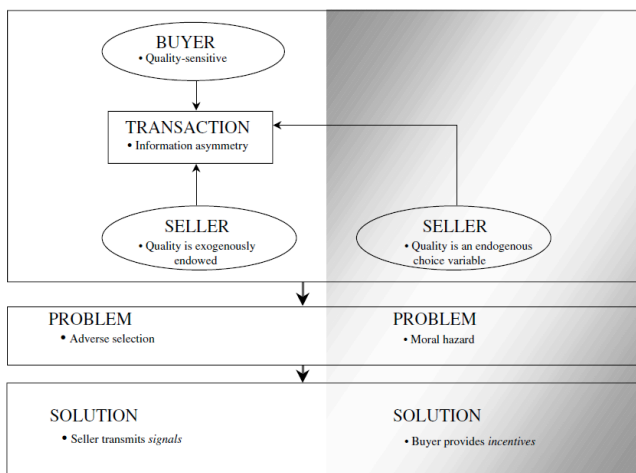 BUYER
• Quality-sensitive
TRANSACTION
• Information asymmetry
SELLER
• Quality is exogenously
endowed
SELLER
• Quality is an endogenous
choice variable
PROBLEM
• Adverse selection
PROBLEM
• Moral hazard
SOLUTION
• Seller transmits signals
SOLUTION
• Buyer provides incentives